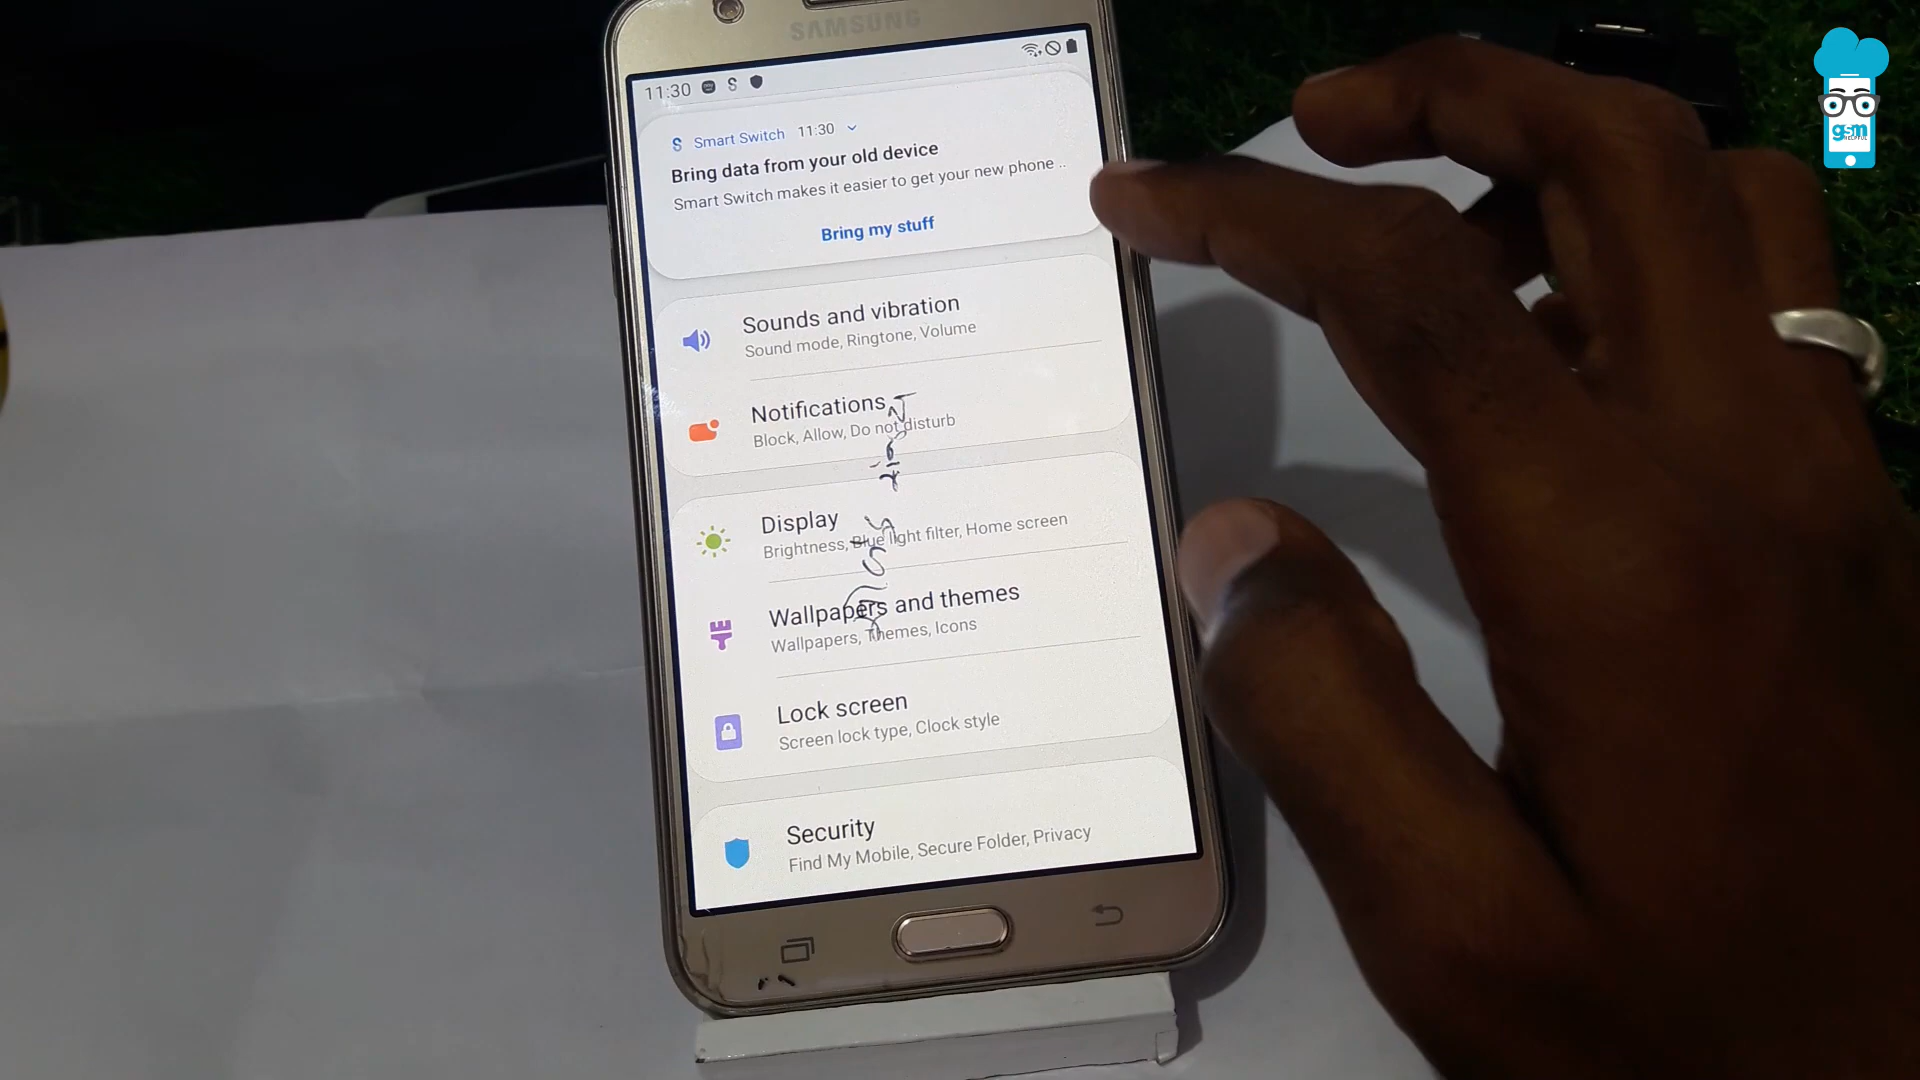 SAMSUNG
11:30
Smart Switch 11:30
Bring data from your old device
Smart Switch makes it easier to get your new phone ..
Bring my stuff
Sounds and vibration
Sound mode, Ringtone, Volume
Notifications
Block, Allow, Do not disturb
Display
Brightness, Blue light filter, Home screen
Wallpapers and themes
Wallpapers, Themes, Icons
Lock screen
Screen lock type, Clock style
Security
Find My Mobile, Secure Folder, Privacy
gsm